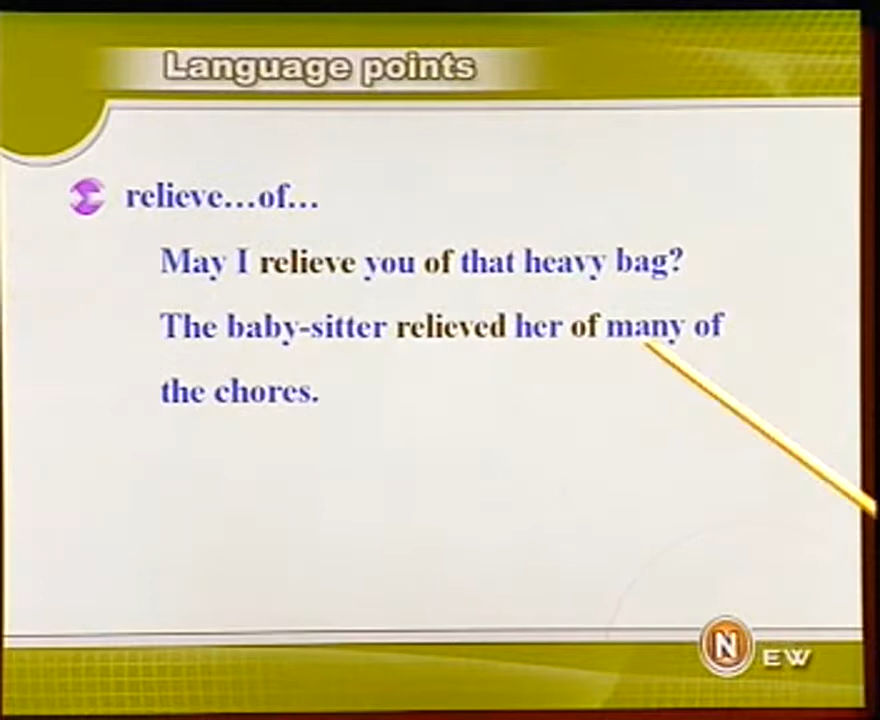 Language points
relieve...of...
May I relieve you of that heavy bag?
The baby-sitter relieved her of many of
the chores.
NEW